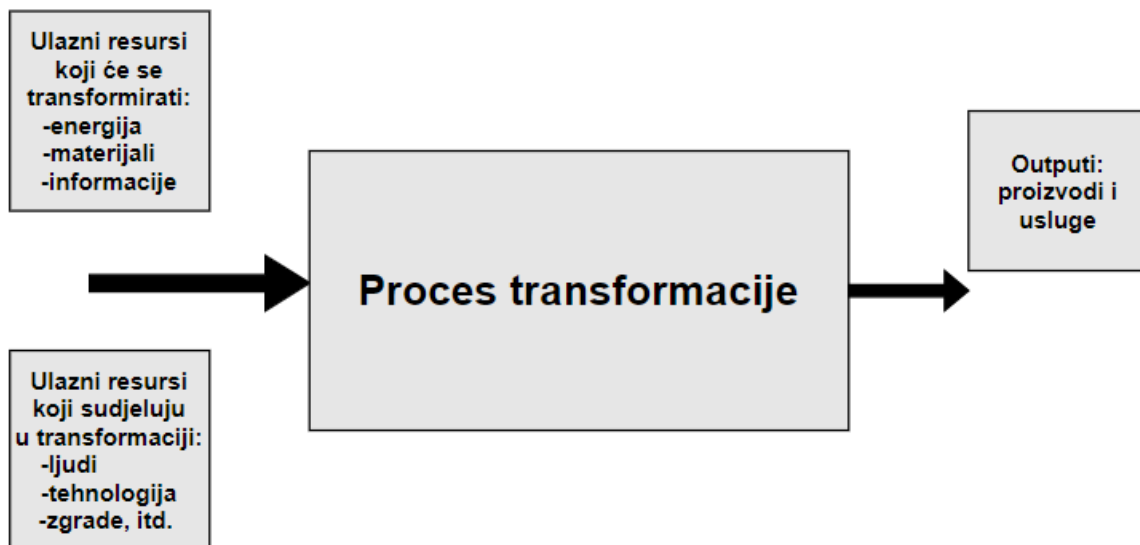 Ulazni resursi
koji će se
transformirati:
-energija
-materijali
-informacije
Ulazni resursi
koji sudjeluju
u transformaciji:
-ljudi
-tehnologija
-zgrade, itd.
Proces transformacije
Outputi:
proizvodi i
usluge